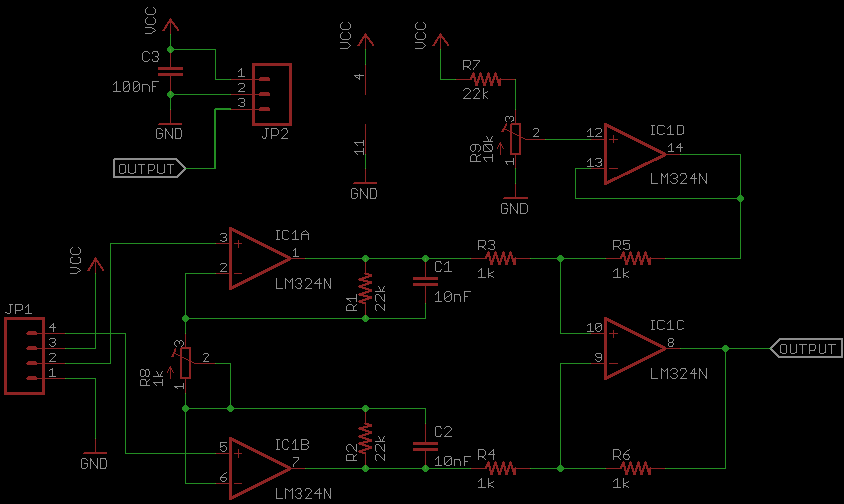 VCC
C3
100nF
GND
1
2
3
JP2
OUTPUT
VCC
4
11
GND
VCC
R7
22k
R9
10k
3
2
1
GND
12
13
14
IC1D
LM324N
3
2
1
IC1A
LM324N
R1
22k
C1
10nF
R3
1k
R5
1k
VCC
JP1
4
3
2
1
GND
R8
1k
3
2
1
10
9
8
IC1C
LM324N
OUTPUT
5
6
7
IC1B
LM324N
R2
22k
C2
10nF
R4
1k
R6
1k